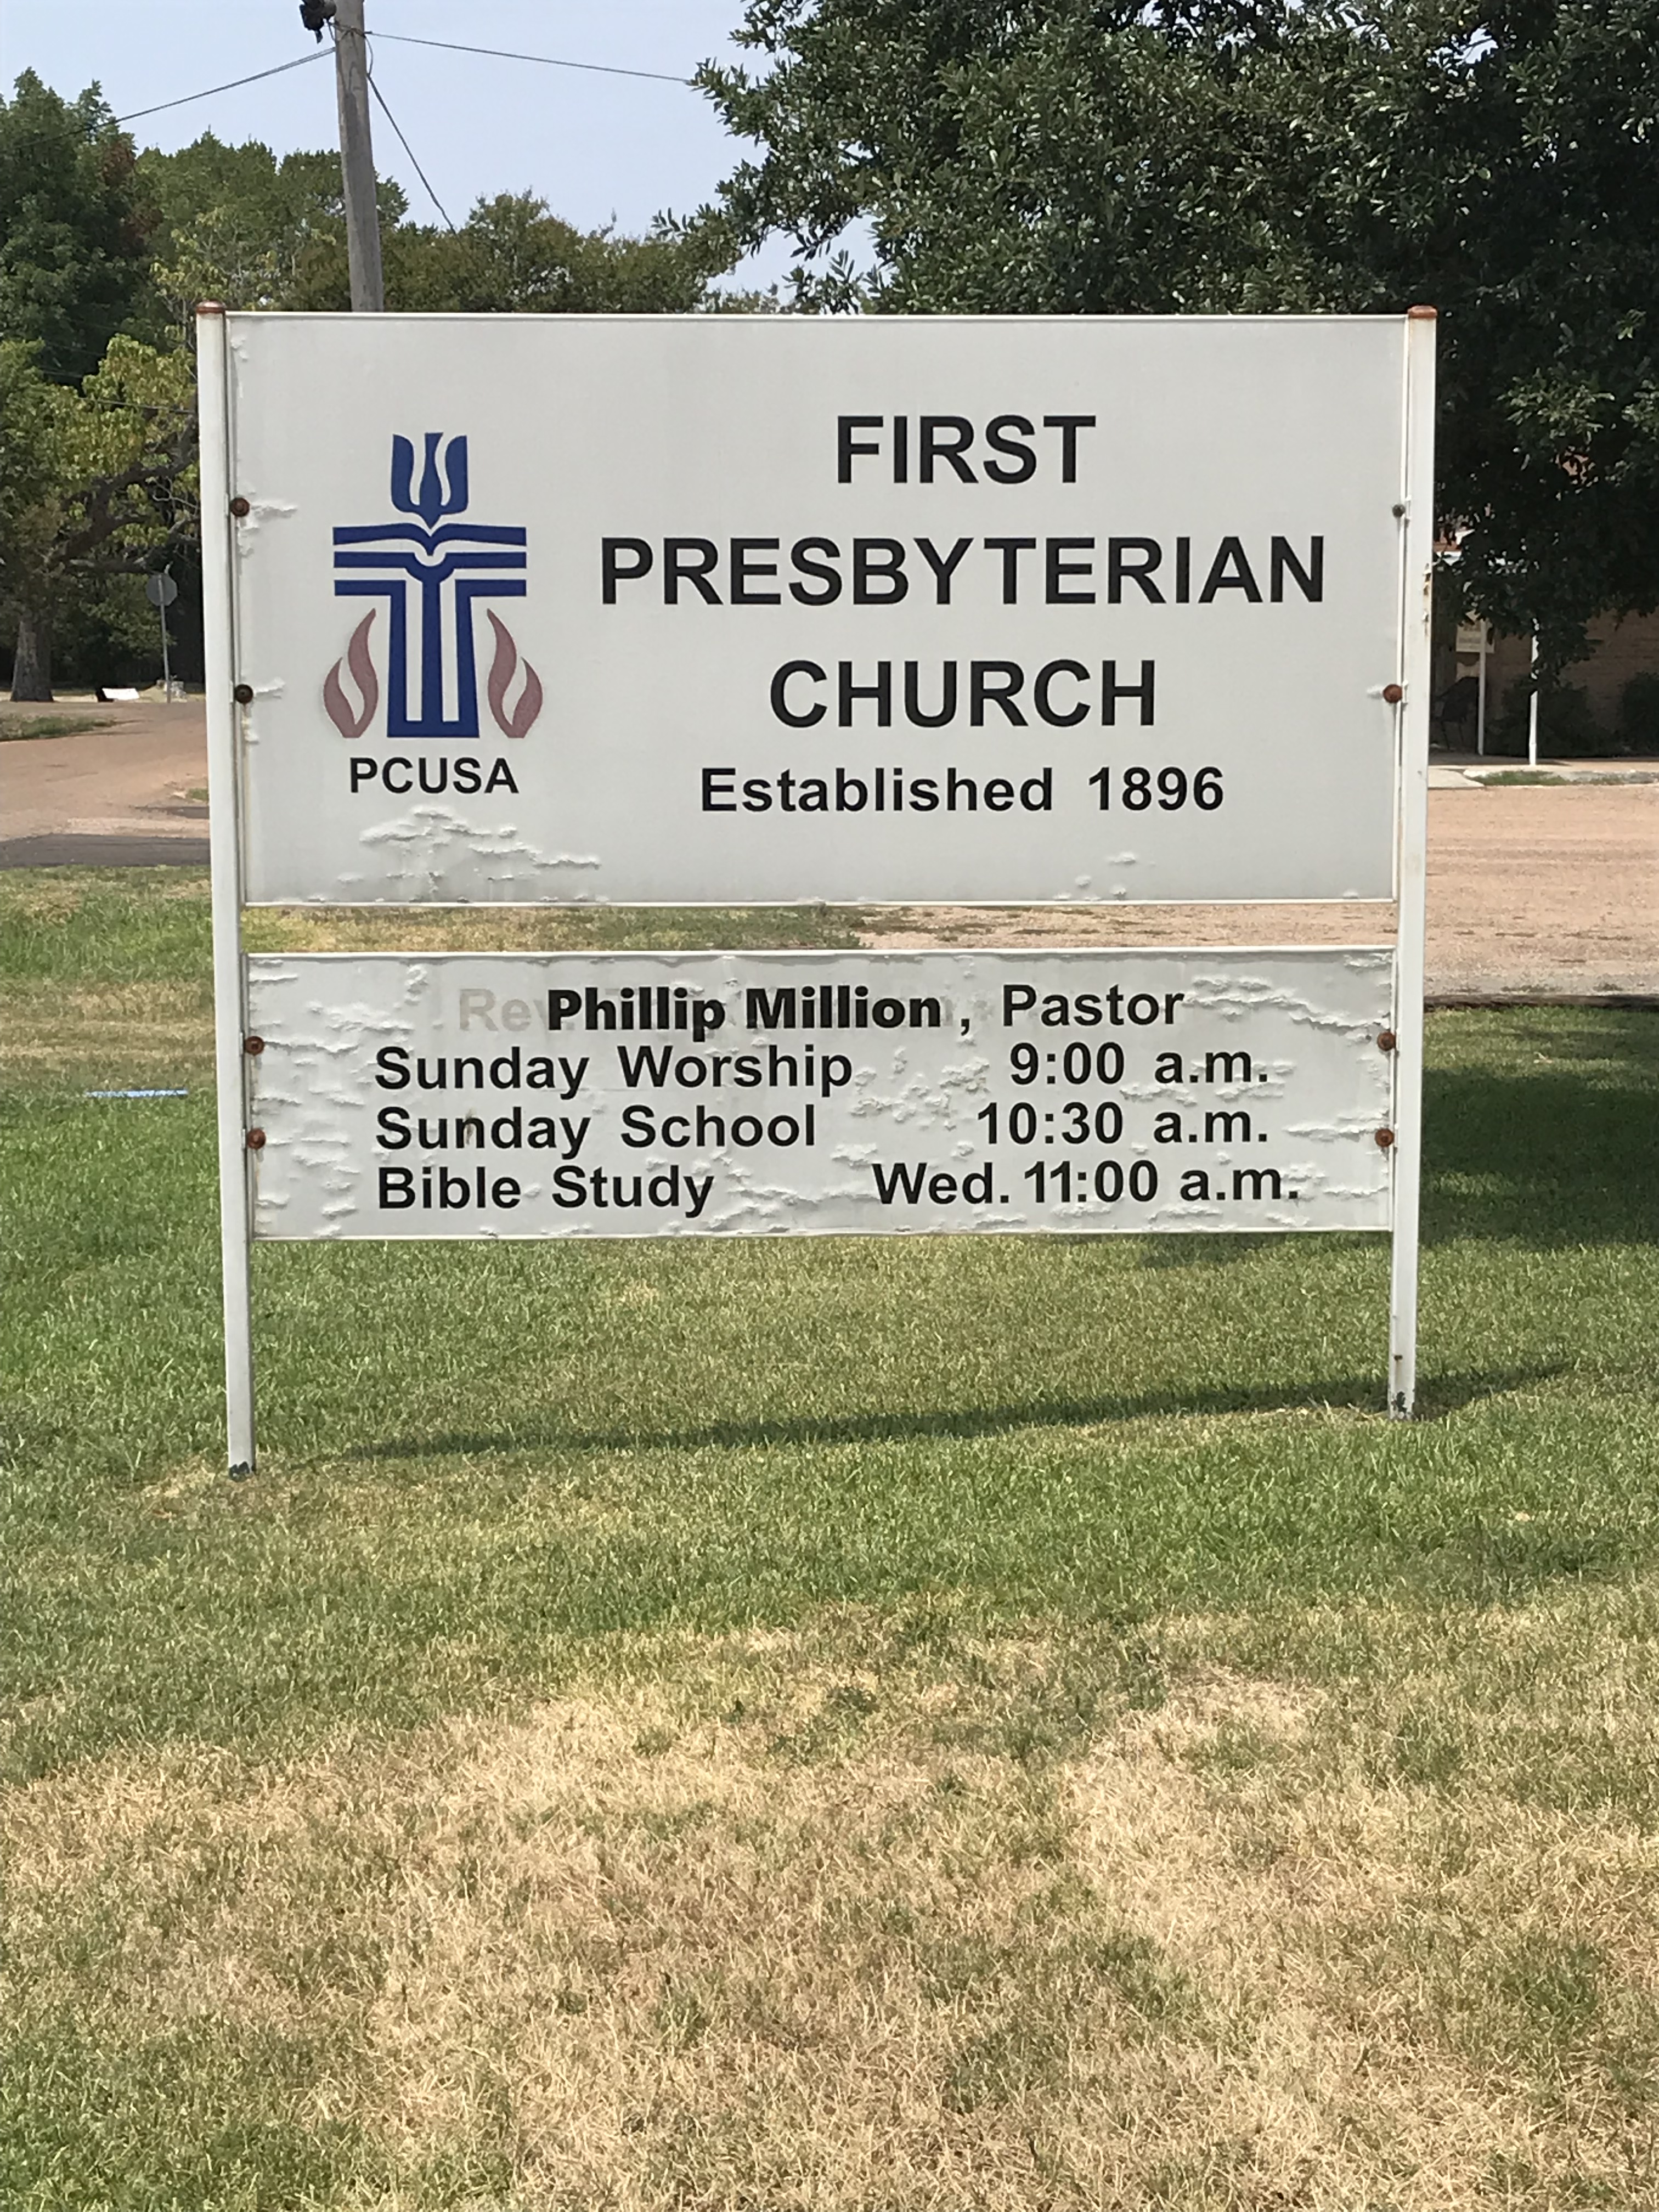 FIRST
PRESBYTERIAN
CHURCH
PCUSA
Established 1896
Rev Phillip Million, Pastor
Sunday Worship 9:00 a.m.
Sunday School 10:30 a.m.
Bible Study Wed. 11:00 a.m.